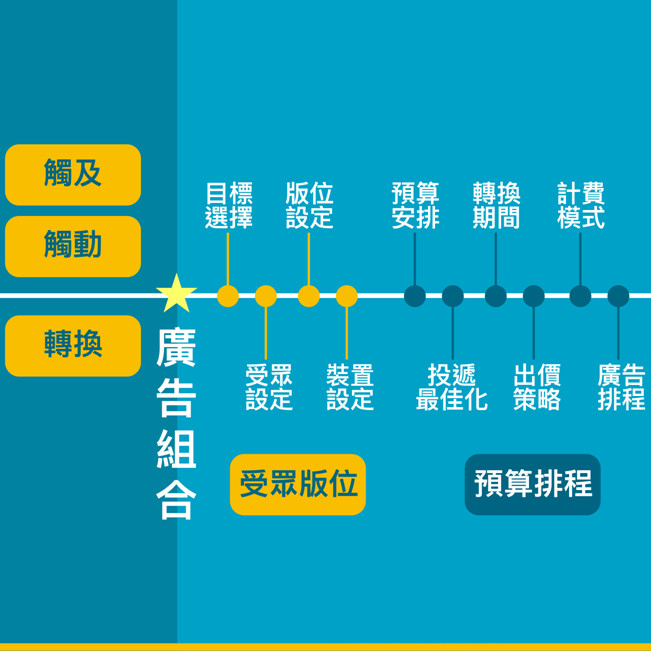 觸及
觸動
轉換
廣告組合
目標
選擇
版位
設定
預算
安排
轉換
期間
計費
模式
受眾
設定
裝置
設定
投遞
最佳化
出價
策略
廣告
排程
受眾版位
預算排程